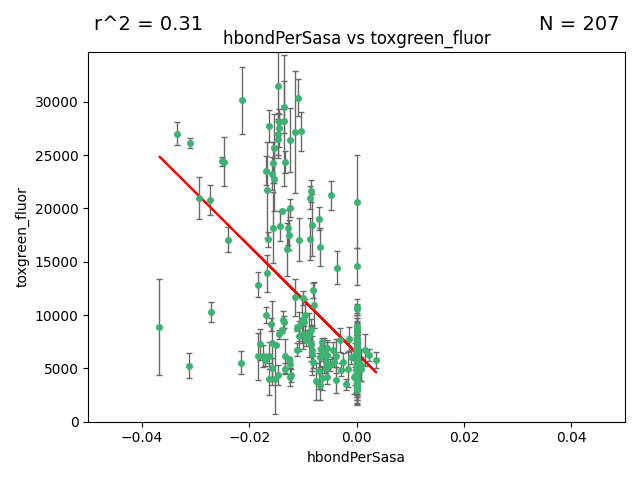 r^2 = 0.31
N = 207
hbondPerSasa vs toxgreen_fluor
toxgreen_fluor
30000
25000
20000
15000
10000
5000
0
−0.04
−0.02
0.00
0.02
0.04
hbondPerSasa